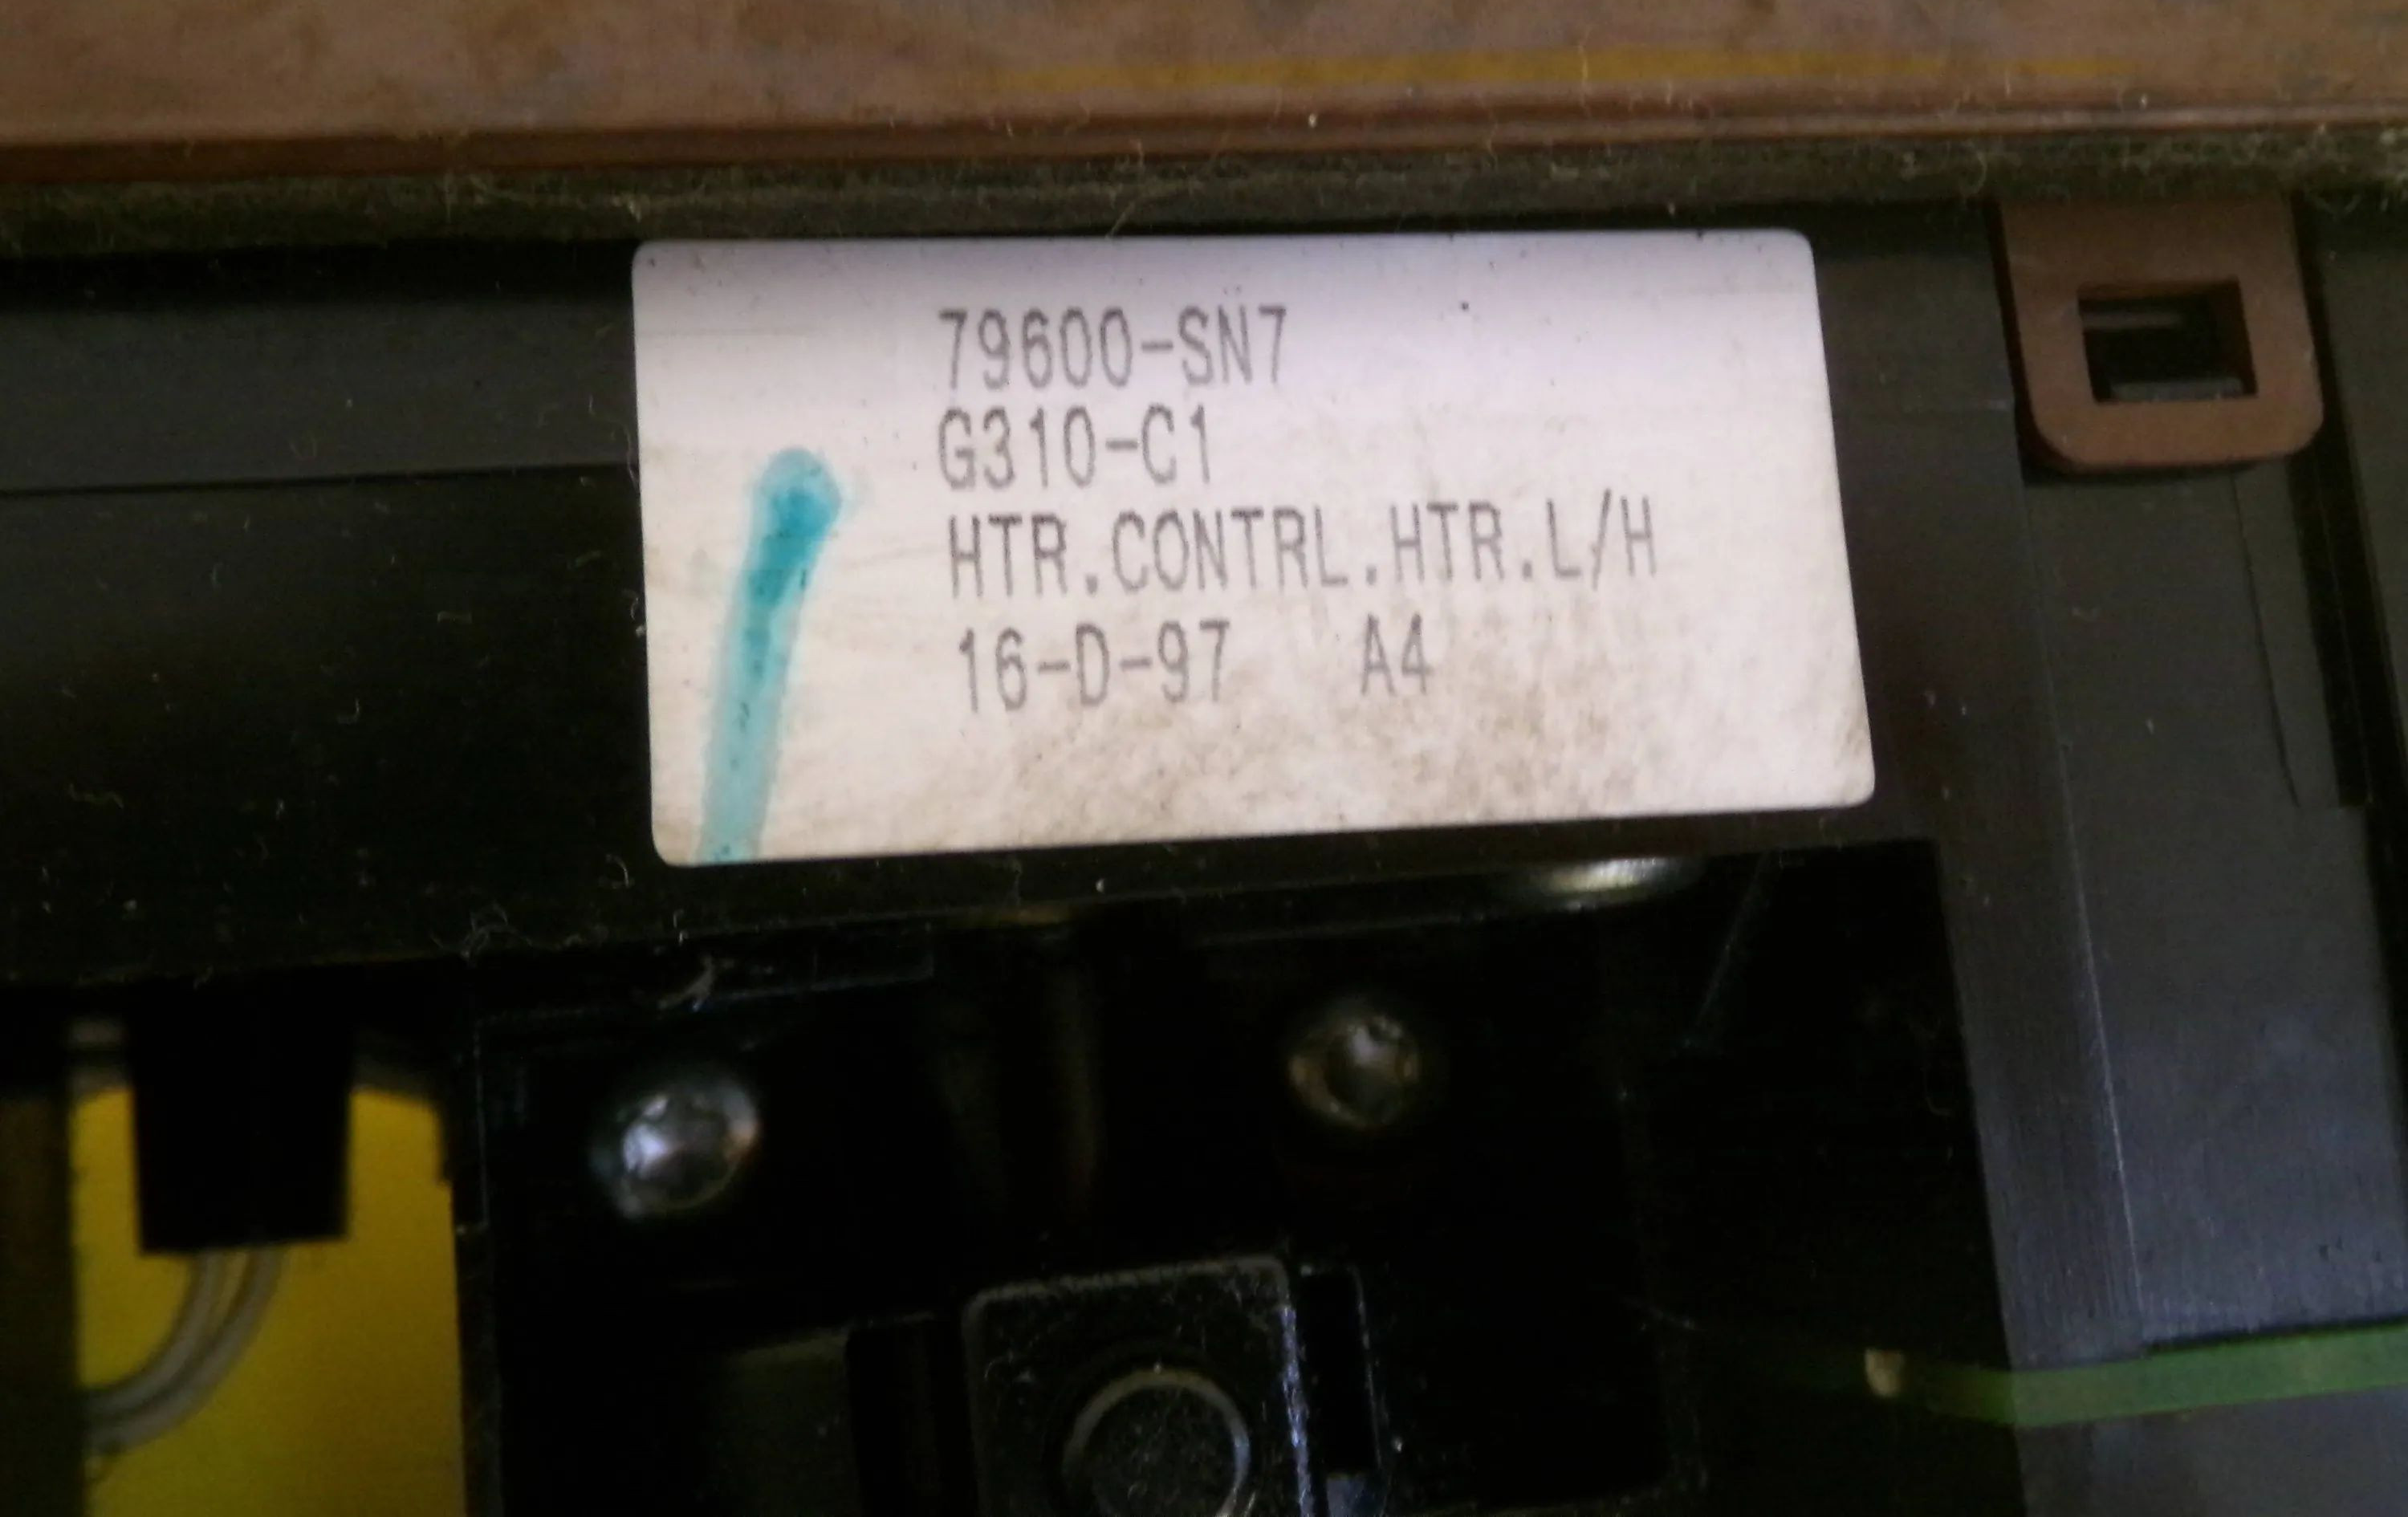 79600-SN7
G310-C1
HTR.CONTRL.HTR.L/H
16-D-97 A4